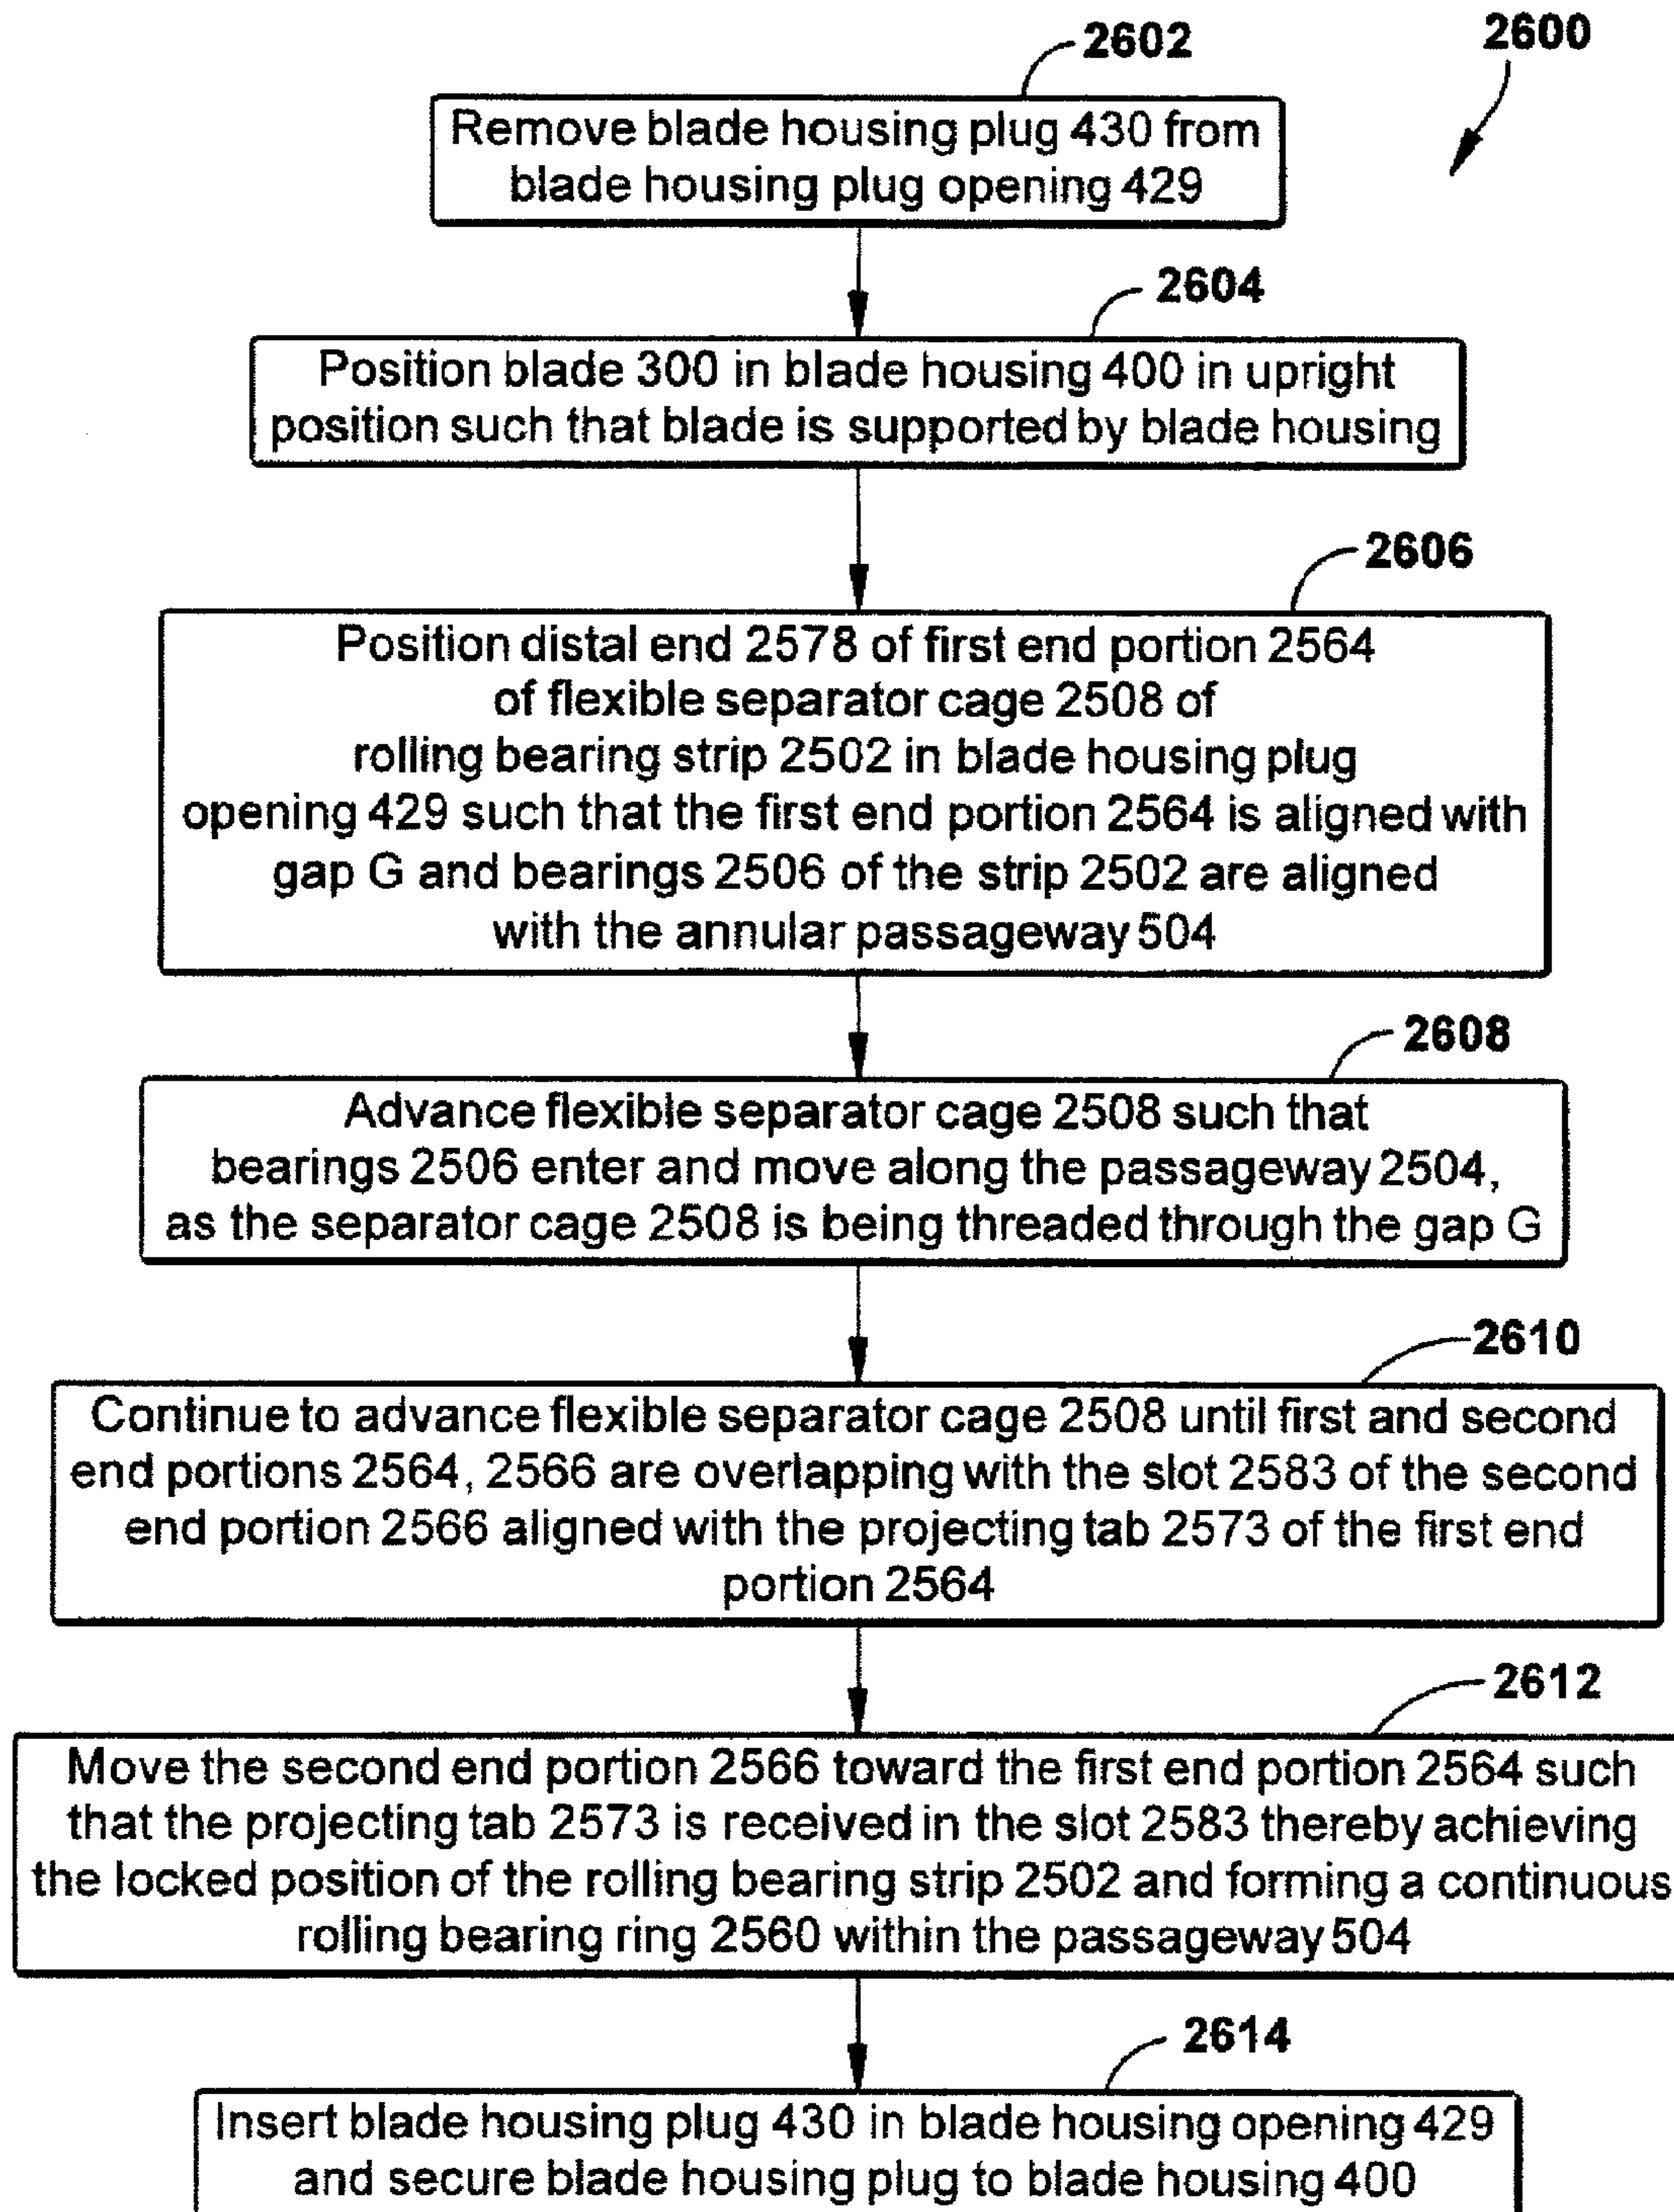 2600
2602
Remove blade housing plug 430 from
blade housing plug opening 429
2604
Position blade 300 in blade housing 400 in upright
position such that blade is supported by blade housing
2606
Position distal end 2578 of first end portion 2564
of flexible separator cage 2508 of
rolling bearing strip 2502 in blade housing plug
opening 429 such that the first end portion 2564 is aligned with
gap G and bearings 2506 of the strip 2502 are aligned
with the annular passageway 504
2608
Advance flexible separator cage 2508 such that
bearings 2506 enter and move along the passageway 2504,
as the separator cage 2508 is being threaded through the gap G
2610
Continue to advance flexible separator cage 2508 until first and second
end portions 2564, 2566 are overlapping with the slot 2583 of the second
end portion 2566 aligned with the projecting tab 2573 of the first end
portion 2564
2612
Move the second end portion 2566 toward the first end portion 2564 such
that the projecting tab 2573 is received in the slot 2583 thereby achieving
the locked position of the rolling bearing strip 2502 and forming a continuous
rolling bearing ring 2560 within the passageway 504
2614
Insert blade housing plug 430 in blade housing opening 429
and secure blade housing plug to blade housing 400